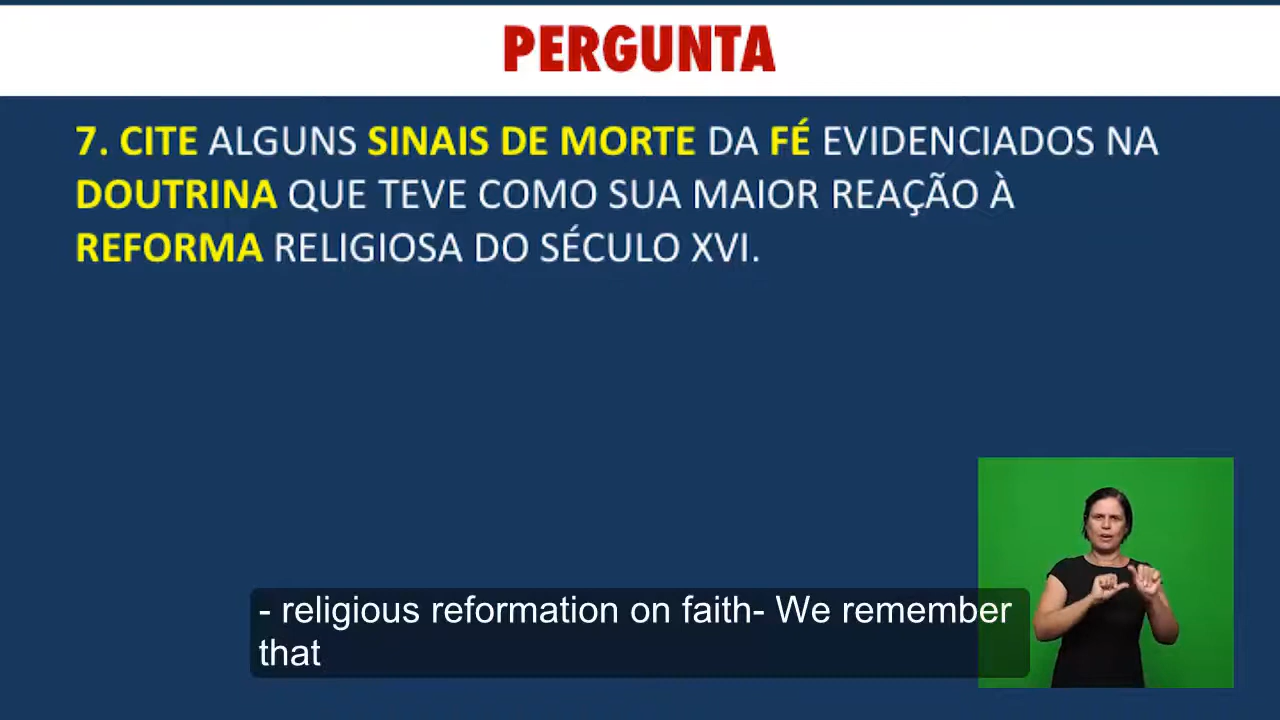 PERGUNTA
7. CITE ALGUNS SINAIS DE MORTE DA FÉ EVIDENCIADOS NA
DOUTRINA QUE TEVE COMO SUA MAIOR REAÇÃO À
REFORMA RELIGIOSA DO SÉCULO XVI.
- religious reformation on faith- We remember
that